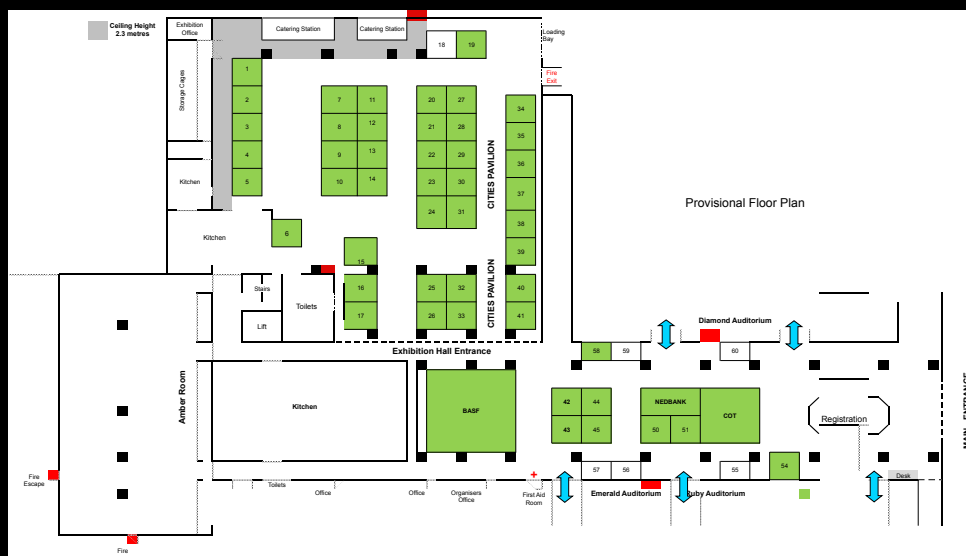 Ceiling Height
2.3 metres
Exhibition
Office
Catering Station
Catering Station
Loading
Bay
18
19
Fire
Exit
Storage Cages
1
2
3
4
5
7
11
8
12
9
13
10
14
20
27
21
28
22
29
23
30
24
31
CITIES PAVILION
34
35
36
37
38
39
Provisional Floor Plan
Kitchen
Kitchen
6
15
16
17
25
32
26
33
CITIES PAVILION
40
41
Stairs
Lift
Toilets
Exhibition Hall Entrance
Diamond Auditorium
58
59
60
Amber Room
Kitchen
BASF
42
44
43
45
NEDBANK
50
51
COT
Registration
MAIN ENTRANCE
57
56
55
54
Desk
Fire
Escape
Toilets
Office
Office
Organisers
Office
First Aid
Room
Emerald Auditorium
Ruby Auditorium
Fire